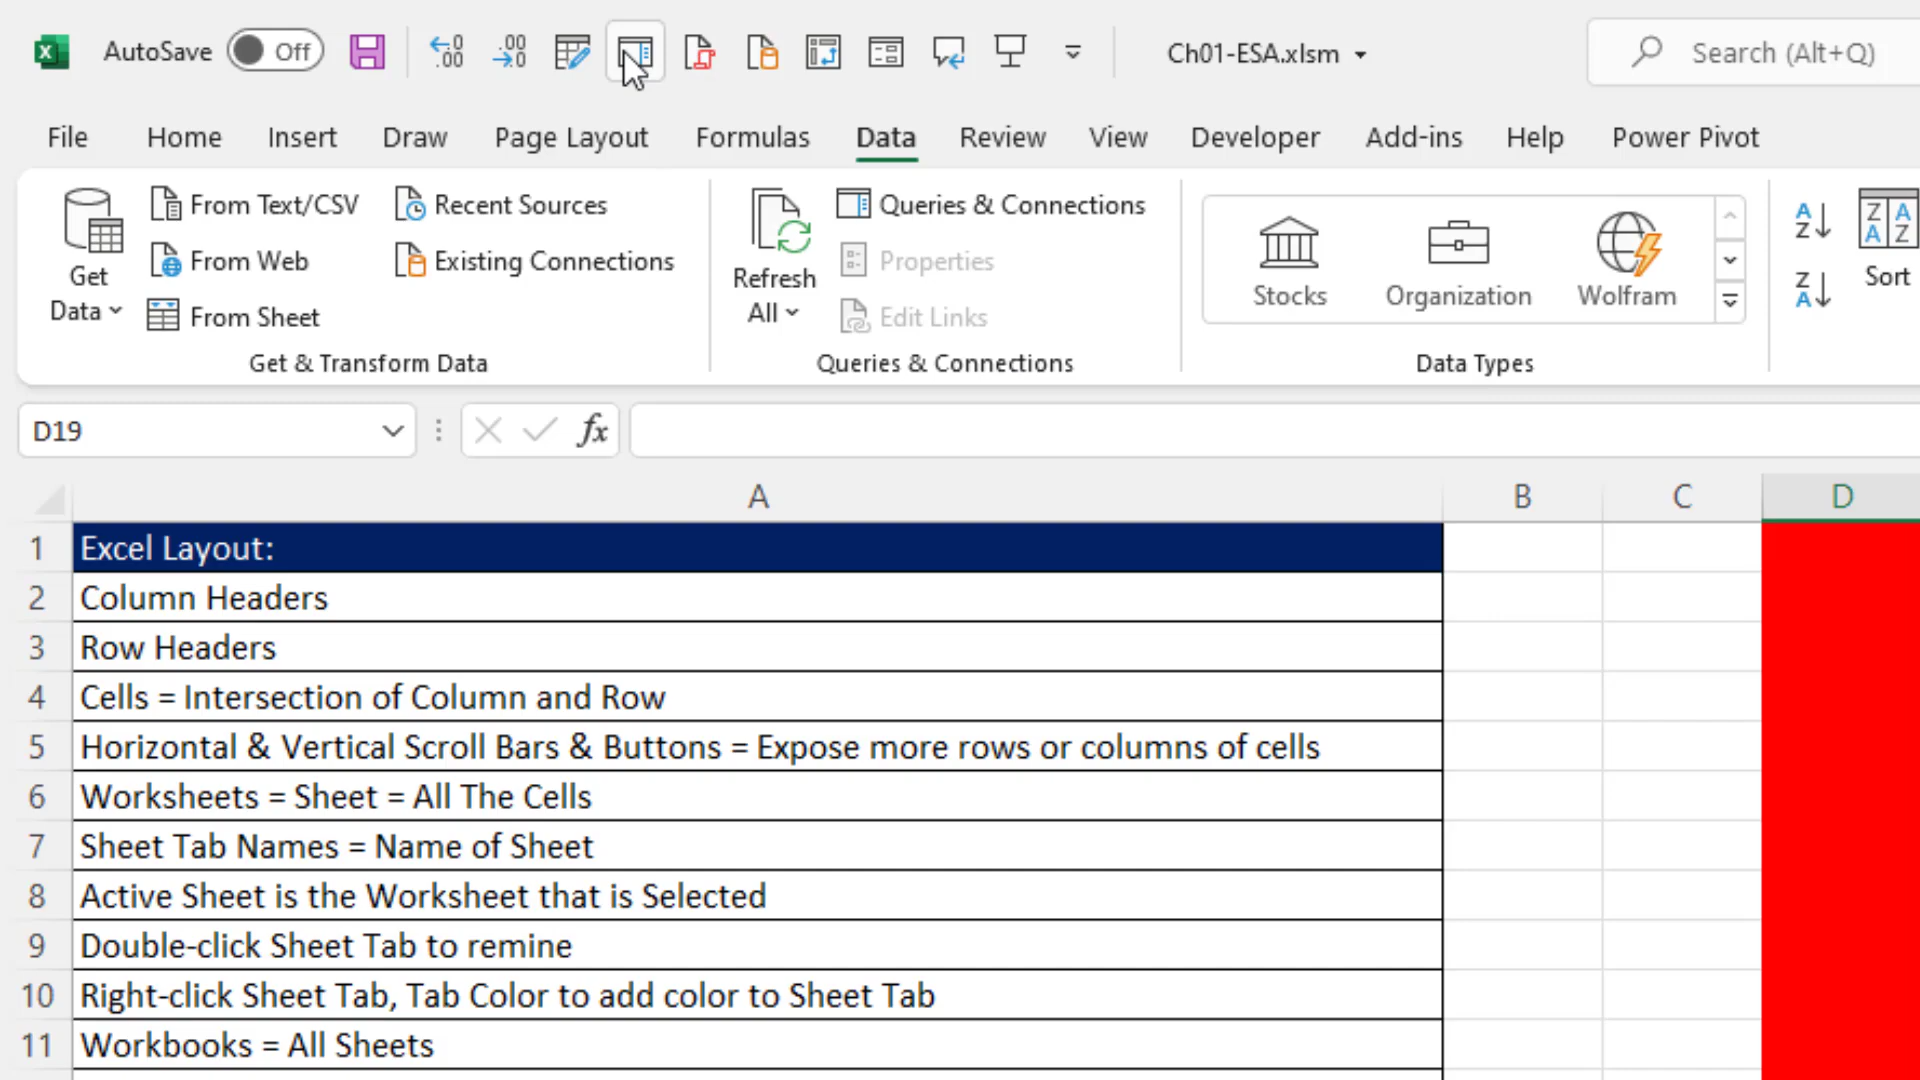 AutoSave Off Ch01-ESA.xlsm Search (Alt+Q)
File Home Insert Draw Page Layout Formulas Data Review View Developer Add-ins Help Power Pivot
Get Data
From Text/CSV
From Web
From Sheet
Recent Sources
Existing Connections
Get & Transform Data
Refresh All
Queries & Connections
Properties
Edit Links
Queries & Connections
Stocks Organization Wolfram
Data Types
Sort
D19 fx
A B C D
1 Excel Layout:
2 Column Headers
3 Row Headers
4 Cells = Intersection of Column and Row
5 Horizontal & Vertical Scroll Bars & Buttons = Expose more rows or columns of cells
6 Worksheets = Sheet = All The Cells
7 Sheet Tab Names = Name of Sheet
8 Active Sheet is the Worksheet that is Selected
9 Double-click Sheet Tab to remine
10 Right-click Sheet Tab, Tab Color to add color to Sheet Tab
11 Workbooks = All Sheets